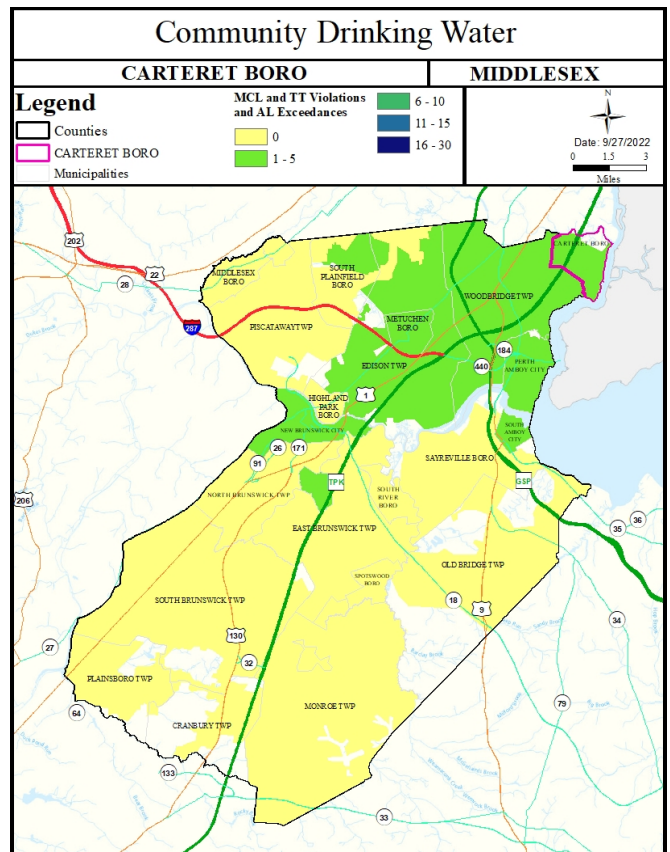 Community Drinking Water
CARTERET BORO
MIDDLESEX
Legend
Counties
CARTERET BORO
Municipalities
MCL and TT Violations
and AL Exceedances
0
1 - 5
6 - 10
11 - 15
16 - 30
N
Date: 9/27/2022
0 1.5 3
Miles
202
22
28
287
MIDDLESEX
BORO
SOUTH
PLAINFIELD
BORO
CARTERET BORO
WOODBRIDGE TWP
PISCATAWAY TWP
METUCHEN
BORO
EDISON TWP
184
440
PERTH
AMBOY CITY
1
HIGHLAND
PARK
BORO
NEW BRUNSWICK CITY
SOUTH
AMBOY
CITY
26
171
91
SAYREVILLE BORO
TPK
GSP
206
NORTH BRUNSWICK TWP
SOUTH
RIVER
BORO
EAST BRUNSWICK TWP
35
36
OLD BRIDGE TWP
SPOTSWOOD
BORO
18
9
34
SOUTH BRUNSWICK TWP
130
27
32
PLAINSBORO TWP
64
CRANBURY TWP
MONROE TWP
79
133
33